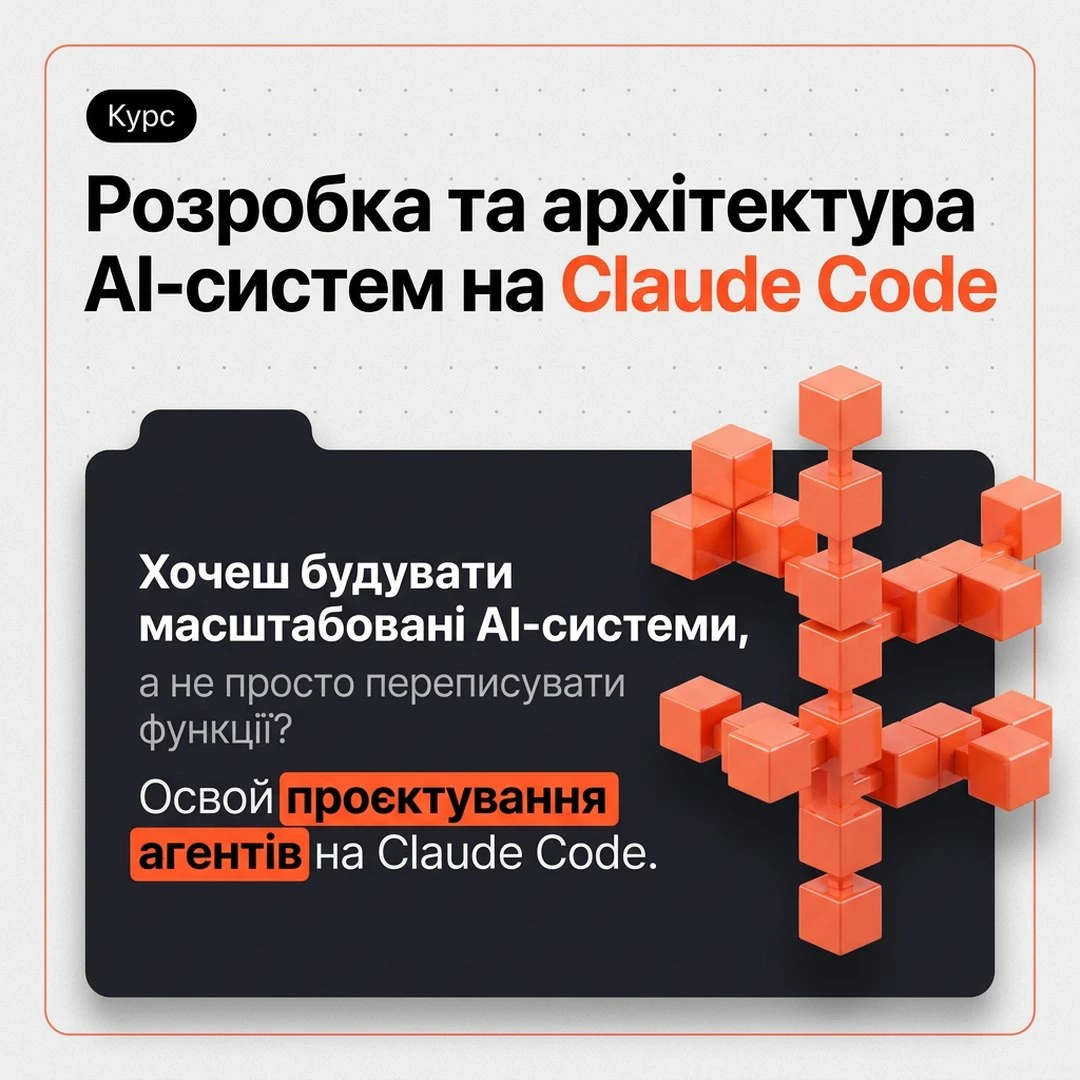 Курс
Розробка та архітектура
AI-систем на Claude Code
Хочеш будувати
масштабовані AI-системи,
а не просто переписувати
функції?
Освой проєктування
агентів на Claude Code.